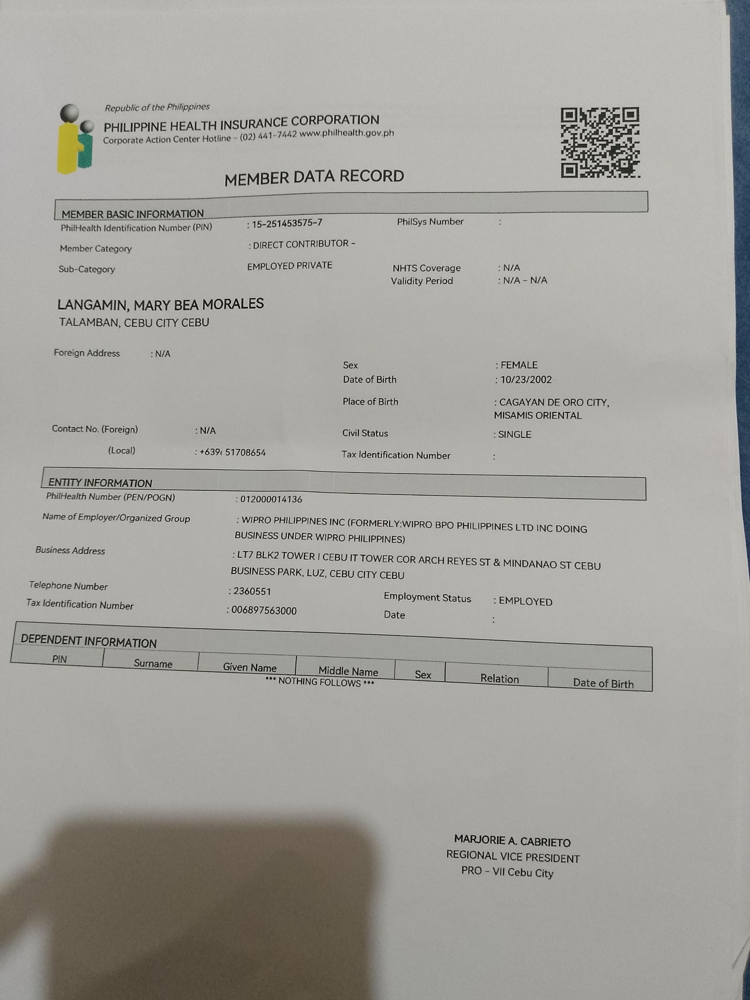 Republic of the Philippines
PHILIPPINE HEALTH INSURANCE CORPORATION
Corporate Action Center Hotline - (02) 441-7442 www.philhealth.gov.ph
MEMBER DATA RECORD
MEMBER BASIC INFORMATION
PhilHealth Identification Number (PIN) : 15-251453575-7 PhilSys Number :
Member Category : DIRECT CONTRIBUTOR -
Sub-Category EMPLOYED PRIVATE NHTS Coverage : N/A
Validity Period : N/A - N/A
LANGAMIN, MARY BEA MORALES
TALAMBAN, CEBU CITY CEBU
Foreign Address : N/A
Sex : FEMALE
Date of Birth : 10/23/2002
Place of Birth : CAGAYAN DE ORO CITY,
MISAMIS ORIENTAL
Contact No. (Foreign) : N/A Civil Status : SINGLE
(Local) : 51708654 Tax Identification Number :
ENTITY INFORMATION
PhilHealth Number (PEN/POGN) : 012000014136
Name of Employer/Organized Group : WIPRO PHILIPPINES INC (FORMERLY:WIPRO BPO PHILIPPINES LTD INC DOING
BUSINESS UNDER WIPRO PHILIPPINES)
Business Address : LT7 BLK2 TOWER I CEBU IT TOWER COR ARCH REYES ST & MINDANAO ST CEBU
BUSINESS PARK, LUZ, CEBU CITY CEBU
Telephone Number : 2360551 Employment Status : EMPLOYED
Tax Identification Number : 006897563000 Date :
DEPENDENT INFORMATION
PIN Surname Given Name Middle Name Sex Relation Date of Birth
*** NOTHING FOLLOWS ***
MARJORIE A. CABRIETO
REGIONAL VICE PRESIDENT
PRO - VII Cebu City